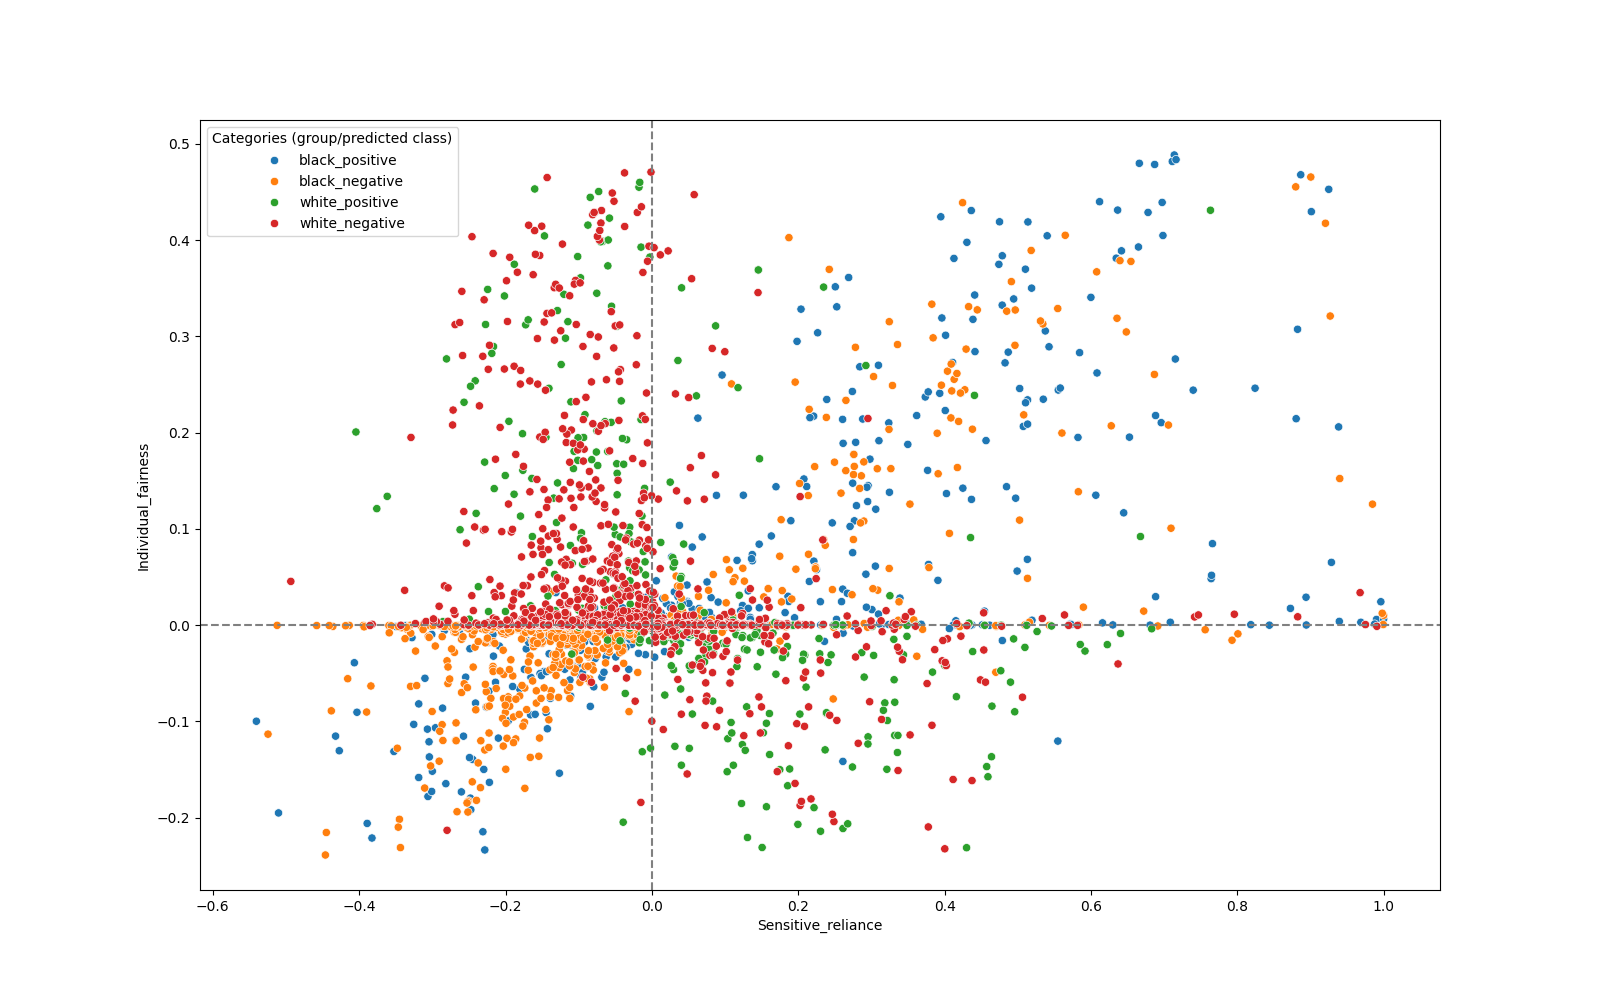 Categories (group/predicted class)
black_positive
black_negative
white_positive
white_negative
0.5
0.4
0.3
0.2
0.1
0.0
−0.1
−0.2
Individual_fairness
−0.6 −0.4 −0.2 0.0 0.2 0.4 0.6 0.8 1.0
Sensitive_reliance